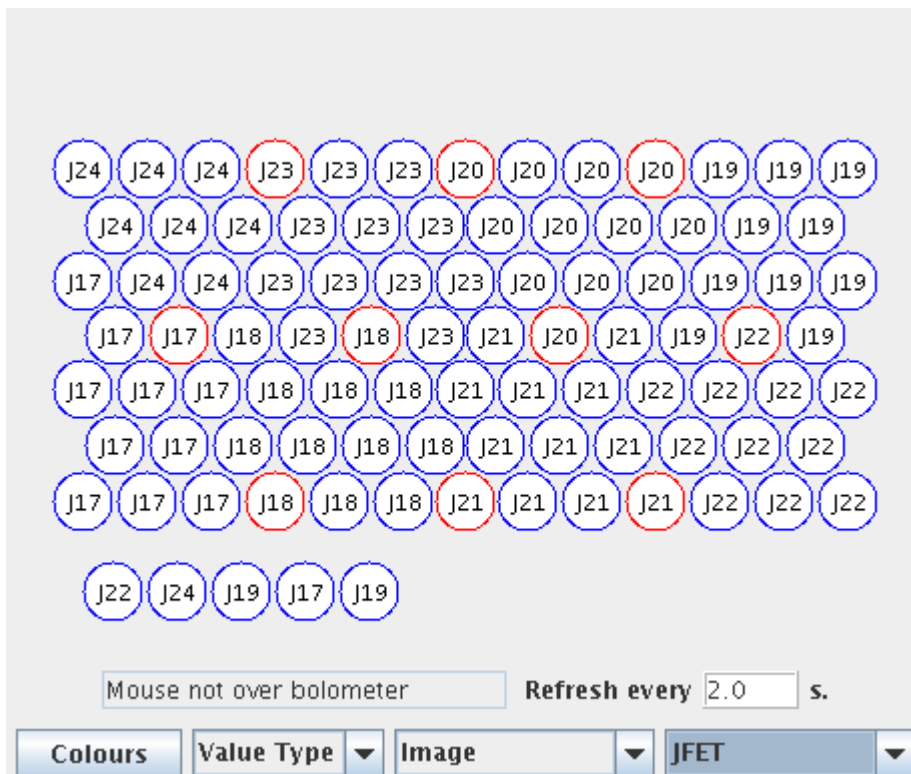 J24 J24 J24 J23 J23 J23 J20 J20 J20 J20 J19 J19 J19
J24 J24 J24 J23 J23 J23 J20 J20 J20 J20 J19 J19
J17 J24 J24 J23 J23 J23 J23 J20 J20 J20 J19 J19 J19
J17 J17 J18 J23 J18 J23 J21 J20 J21 J19 J22 J19
J17 J17 J17 J18 J18 J18 J21 J21 J21 J22 J22 J22 J22
J17 J17 J18 J18 J18 J18 J21 J21 J21 J22 J22 J22
J17 J17 J17 J18 J18 J18 J21 J21 J21 J21 J22 J22 J22
J22 J24 J19 J17 J19
Mouse not over bolometer Refresh every 2.0 s.
Colours Value Type Image JFET